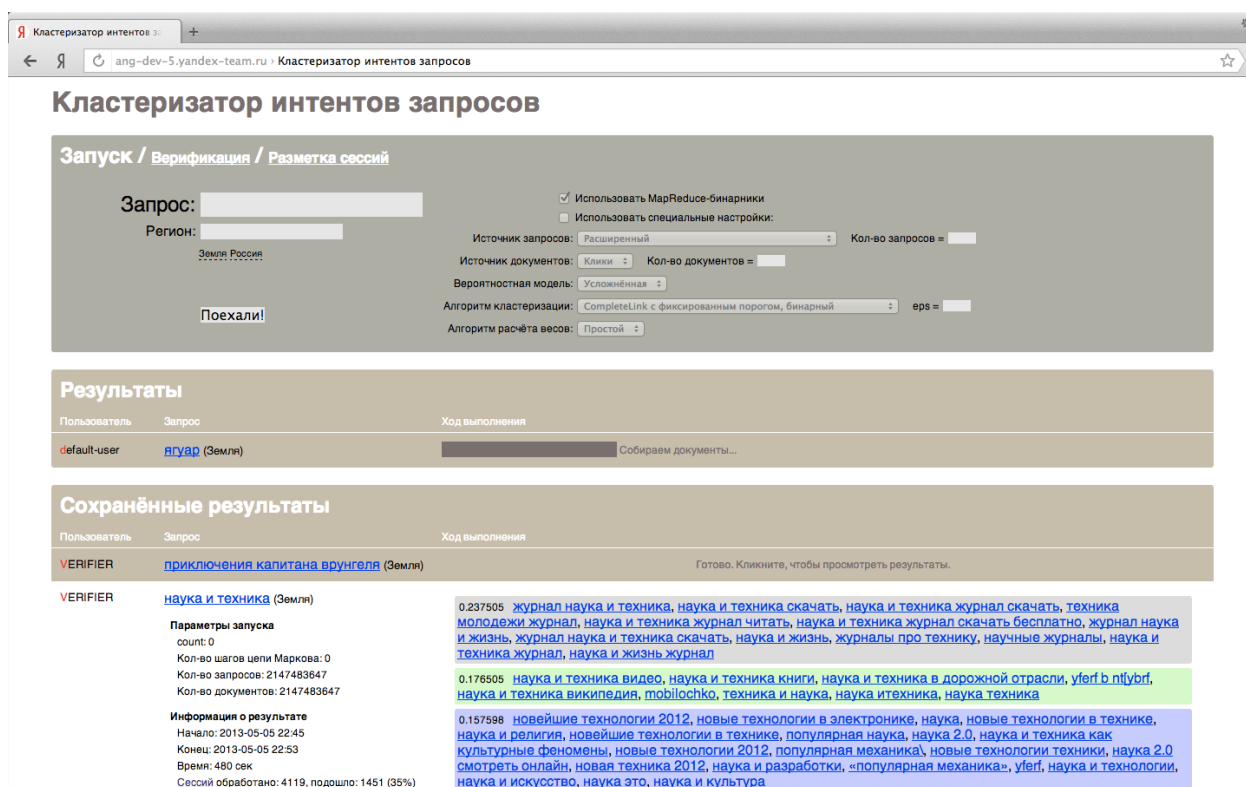 Я Кластеризатор интентов за
ang-dev-5.yandex-team.ru › Кластеризатор интентов запросов
Кластеризатор интентов запросов
Запуск / Верификация / Разметка сессий
Запрос:
Регион:
Земля Россия
Поехали!
Использовать MapReduce-бинарники
Использовать специальные настройки:
Источник запросов: Расширенный Кол-во запросов =
Источник документов: Клики Кол-во документов =
Вероятностная модель: Усложнённая
Алгоритм кластеризации: CompleteLink с фиксированным порогом, бинарный eps =
Алгоритм расчёта весов: Простой
Результаты
Пользователь Запрос Ход выполнения
default-user ягуар (Земля) Собираем документы...
Сохранённые результаты
Пользователь Запрос Ход выполнения
VERIFIER приключения капитана врунгеля (Земля) Готово. Кликните, чтобы просмотреть результаты.
VERIFIER наука и техника (Земля)
Параметры запуска
count: 0
Кол-во шагов цепи Маркова: 0
Кол-во запросов: 2147483647
Кол-во документов: 2147483647
Информация о результате
Начало: 2013-05-05 22:45
Конец: 2013-05-05 22:53
Время: 480 сек
Сессий обработано: 4119, подошло: 1451 (35%)
0.237505 журнал наука и техника, наука и техника скачать, наука и техника журнал скачать, техника
молодежи журнал, наука и техника журнал читать, наука и техника журнал скачать бесплатно, журнал наука
и жизнь, журнал наука и техника скачать, наука и жизнь, журналы про технику, научные журналы, наука и
техника журнал, наука и жизнь журнал
0.176505 наука и техника видео, наука и техника книги, наука и техника в дорожной отрасли, yferf b nt[ybrf,
наука и техника википедия, mobilochko, техника и наука, наука итехника, наука техника
0.157598 новейшие технологии 2012, новые технологии в электронике, наука, новые технологии в технике,
наука и религия, новейшие технологии в технике, популярная наука, наука 2.0, наука и техника как
культурные феномены, новые технологии 2012, популярная механика\, новые технологии техники, наука 2.0
смотреть онлайн, новая техника 2012, наука и разработки, «популярная механика», yferf, наука и технологии,
наука и искусство, наука это, наука и культура